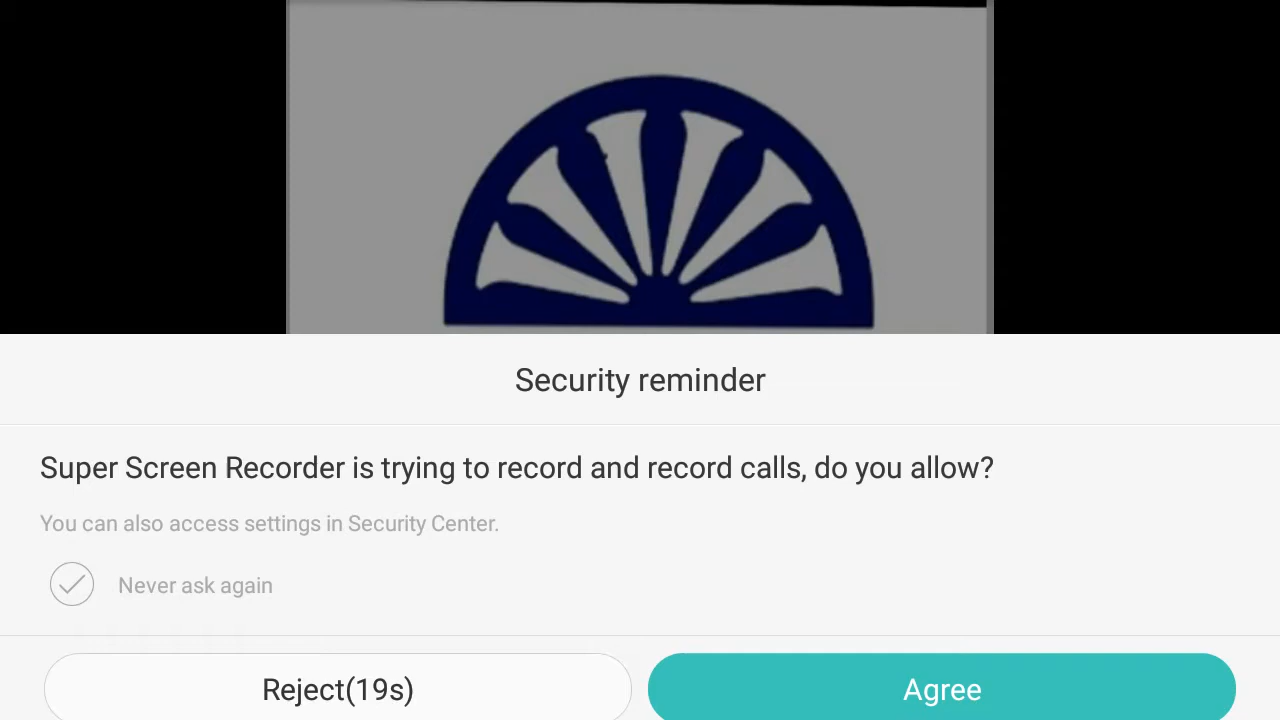 Security reminder
Super Screen Recorder is trying to record and record calls, do you allow?
You can also access settings in Security Center.
Never ask again
Reject(19s)
Agree